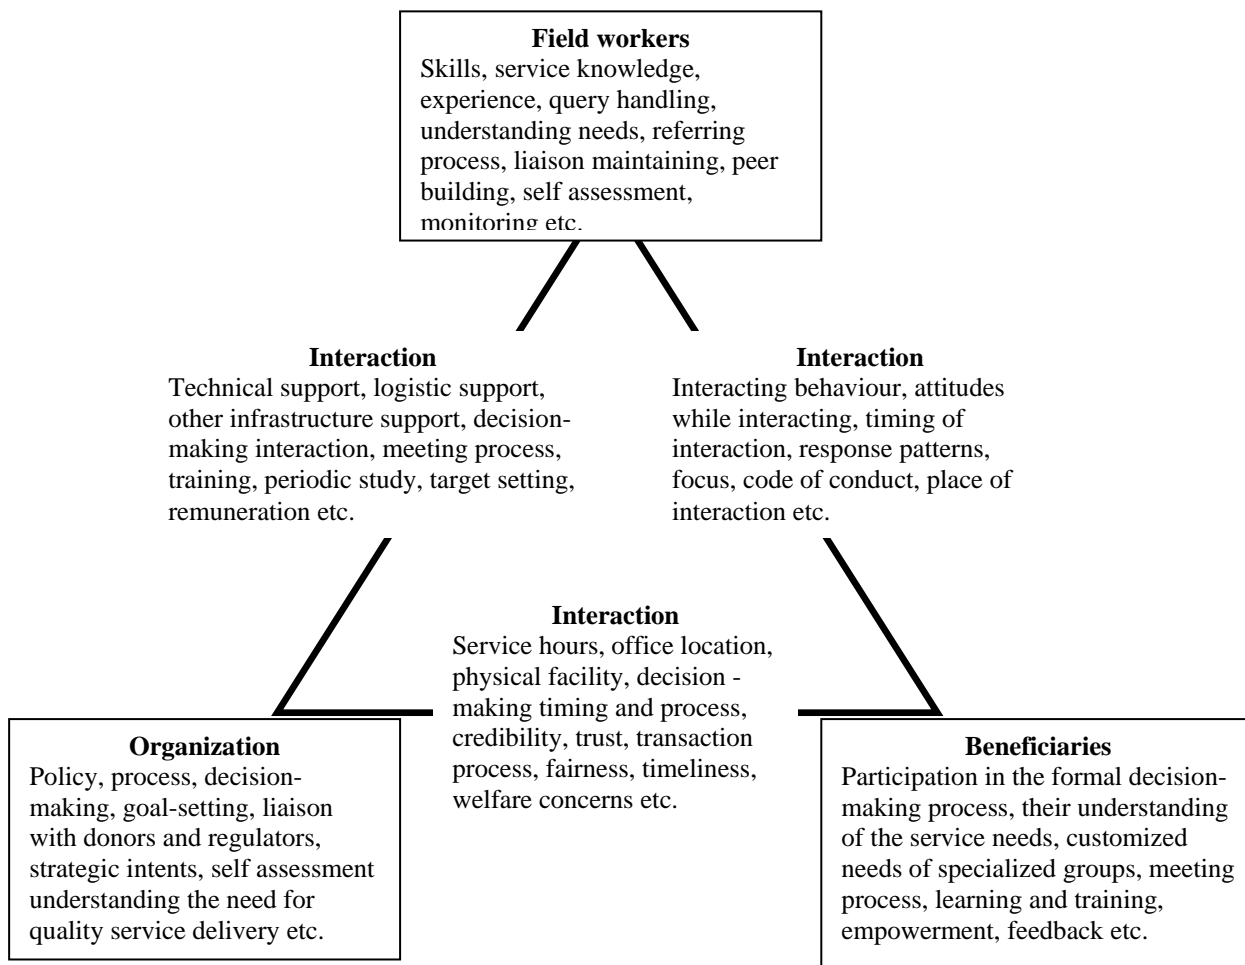 Field workers
Skills, service knowledge,
experience, query handling,
understanding needs, referring
process, liaison maintaining, peer
building, self assessment,
monitoring etc.
Interaction
Technical support, logistic support,
other infrastructure support, decision-
making interaction, meeting process,
training, periodic study, target setting,
remuneration etc.
Interaction
Interacting behaviour, attitudes
while interacting, timing of
interaction, response patterns,
focus, code of conduct, place of
interaction etc.
Interaction
Service hours, office location,
physical facility, decision -
making timing and process,
credibility, trust, transaction
process, fairness, timeliness,
welfare concerns etc.
Organization
Policy, process, decision-
making, goal-setting, liaison
with donors and regulators,
strategic intents, self assessment
understanding the need for
quality service delivery etc.
Beneficiaries
Participation in the formal decision-
making process, their understanding
of the service needs, customized
needs of specialized groups, meeting
process, learning and training,
empowerment, feedback etc.